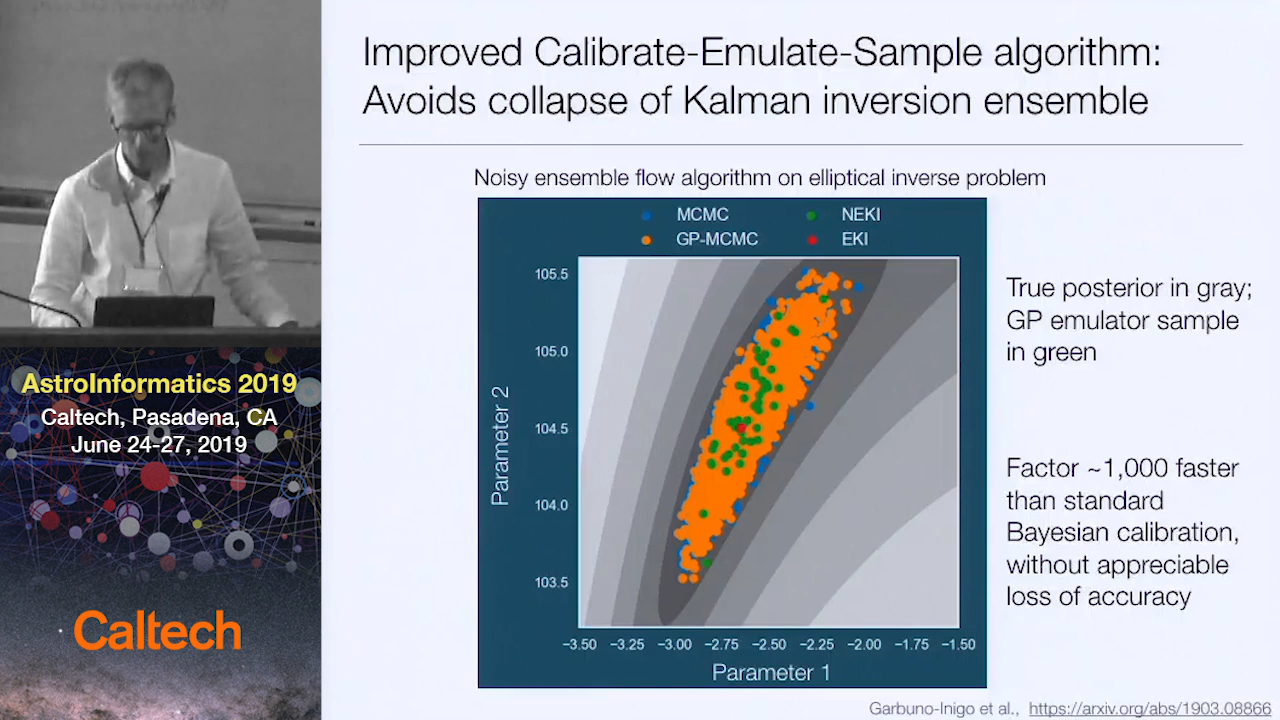 Improved Calibrate-Emulate-Sample algorithm:
Avoids collapse of Kalman inversion ensemble
Noisy ensemble flow algorithm on elliptical inverse problem
MCMC
NEKI
GP-MCMC
EKI
105.5
105.0
104.5
104.0
103.5
Parameter 2
−3.50 −3.25 −3.00 −2.75 −2.50 −2.25 −2.00 −1.75 −1.50
Parameter 1
True posterior in gray;
GP emulator sample
in green
Factor ~1,000 faster
than standard
Bayesian calibration,
without appreciable
loss of accuracy
Garbuno-Inigo et al., https://arxiv.org/abs/1903.08866
AstroInformatics 2019
Caltech, Pasadena, CA
June 24-27, 2019
Caltech